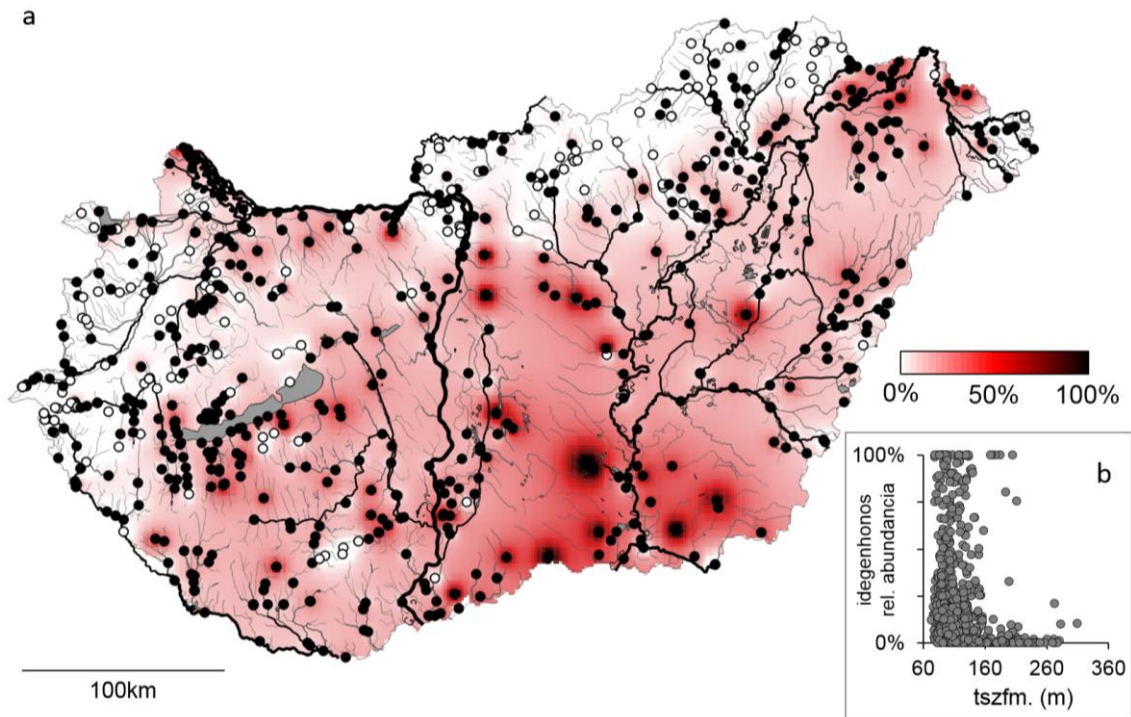 a
0% 50% 100%
b
100%
idegenhonos
rel. abundancia
0%
60 160 260 360
tszfm. (m)
100km